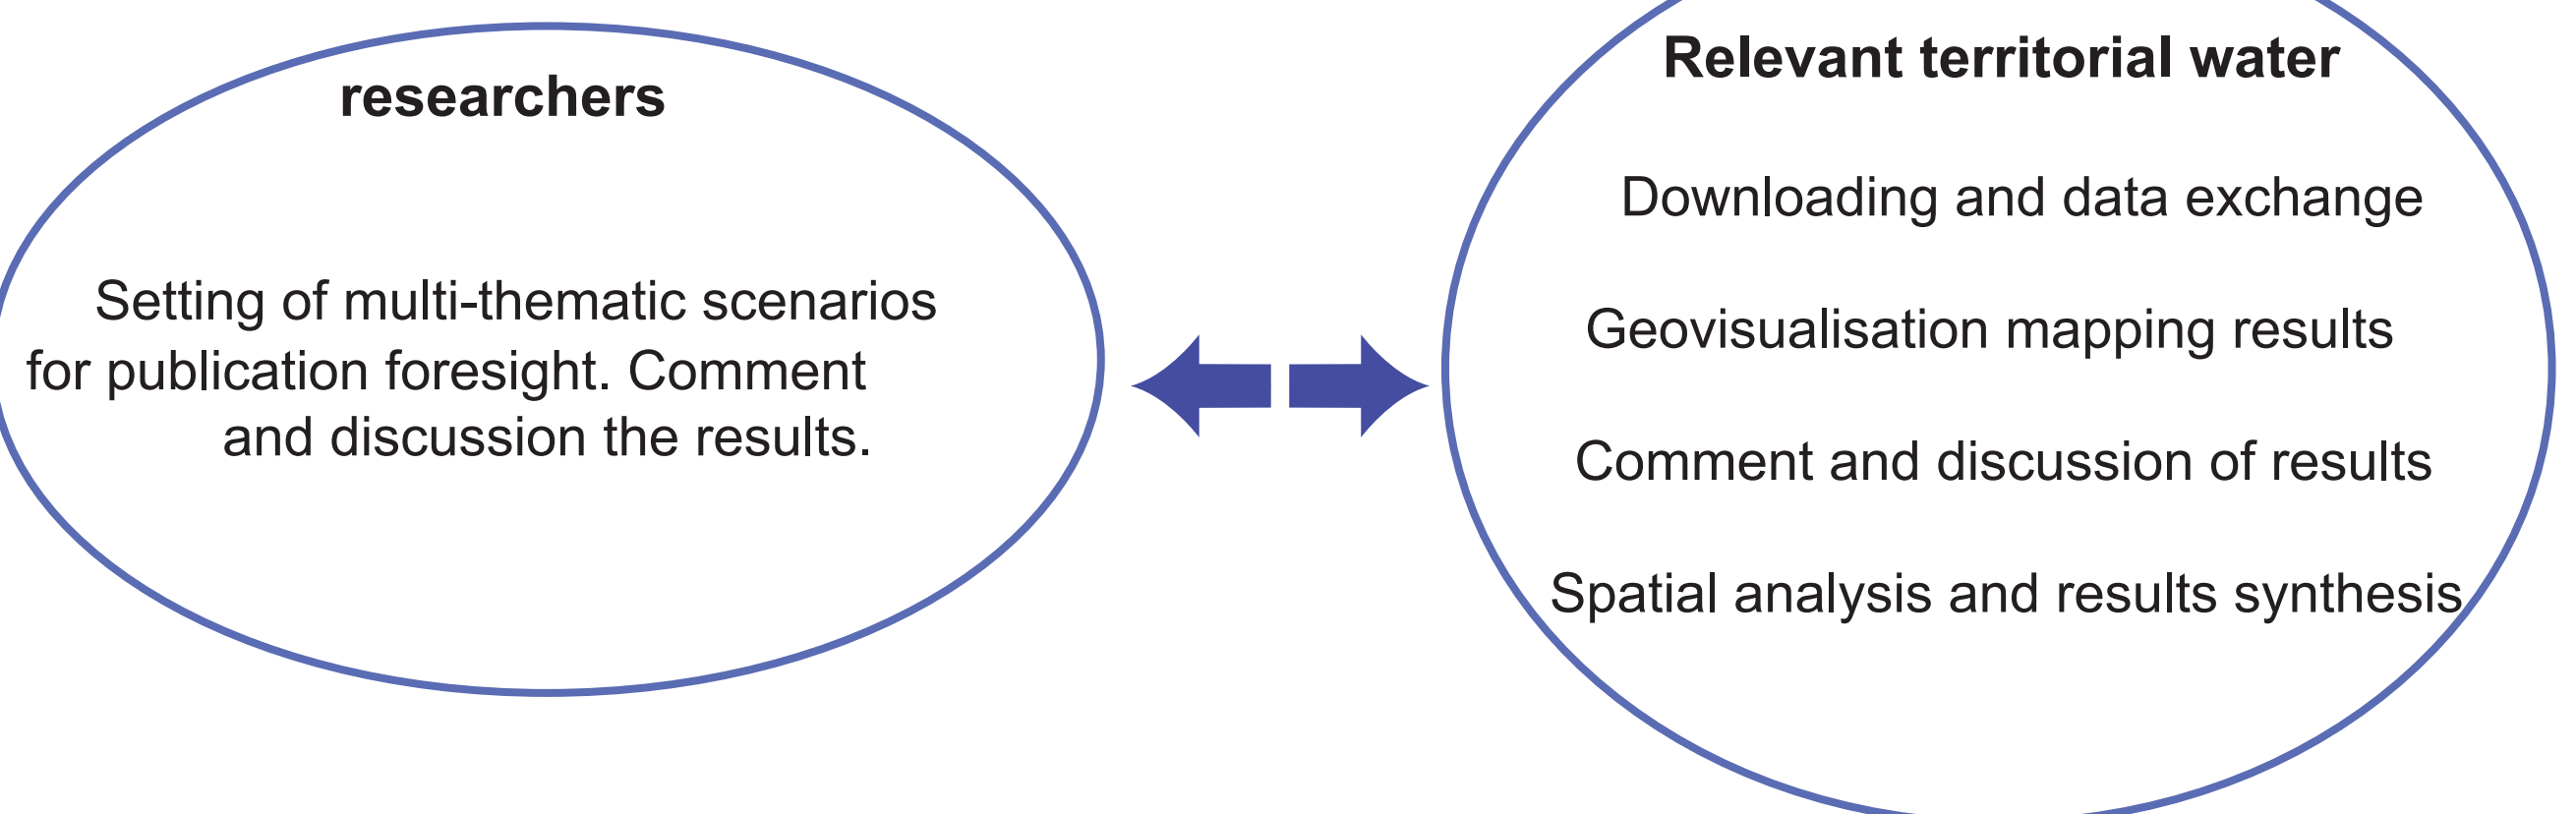 researchers
Setting of multi-thematic scenarios
for publication foresight. Comment
and discussion the results.
Relevant territorial water
Downloading and data exchange
Geovisualisation mapping results
Comment and discussion of results
Spatial analysis and results synthesis